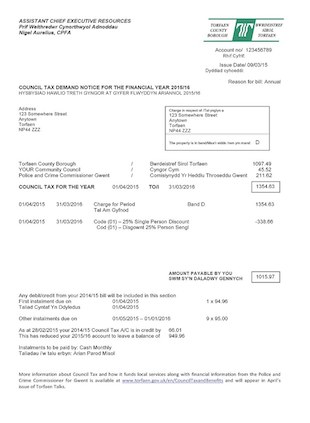 ASSISTANT CHIEF EXECUTIVE RESOURCES
Prif Weithredwr Cynorthwyol Adnoddau
Nigel Aurelius, CPFA
TORFAEN COUNTY BOROUGH
BWRDEISTREF SIROL TORFAEN
Account no/ 123456789
Rhif Cyfrif:
Issue Date/ 09/03/15
Dyddiad cyhoeddi:
Reason for bill: Annual
COUNCIL TAX DEMAND NOTICE FOR THE FINANCIAL YEAR 2015/16
HYSBYSIAD HAWLIO TRETH GYNGOR AT GYFER FLWYDDYN ARIANNOL 2015/16
Address
123 Somewhere Street
Anytown
Torfaen
NP44 2ZZ
Charge in respect of
123 Somewhere Street
Anytown
Torfaen
NP44 2ZZ
The property is in band/Mae'r eiddo hwn ym mand: D
Torfaen County Borough / Bwrdeistref Sirol Torfaen 1097.49
YOUR Community Council / Cyngor Cym 45.52
Police and Crime Commissioner Gwent / Comisiynydd Yr Heddlu Throseddau Gwent 211.62
COUNCIL TAX FOR THE YEAR 01/04/2015 TO/I 31/03/2016 1354.63
01/04/2015 31/03/2016 Charge for Period Band D 1354.63
Tal Am Gyfnod
01/04/2015 31/03/2016 Code (01) – 25% Single Person Discount -338.66
Cod (01) – Disgownt 25% Person Sengl
AMOUNT PAYABLE BY YOU 1015.97
SWM SY'N DALADWY GENNYCH
Any debit/credit from your 2014/15 bill will be included in this section
First instalment due on 01/04/2015 1 x 94.96
Taliad Cyntaf Yn Ddyledus
Other instalments due on 01/05/2015 – 01/01/2016 9 x 95.00
As at 28/02/2015 your 2014/15 Council Tax A/C is in credit by 66.01
This has reduced your 2015/16 account to leave a balance of 949.96
Instalments to be paid by: Cash Monthly
Taliadau i'w talu erbyn: Arian Parod Misol
More information about Council Tax and how it funds local services along with financial information from the Police and
Crime Commissioner for Gwent is available at www.torfaen.gov.uk/en/CouncilTaxandBenefits and will appear in April's
issue of Torfaen Talks.